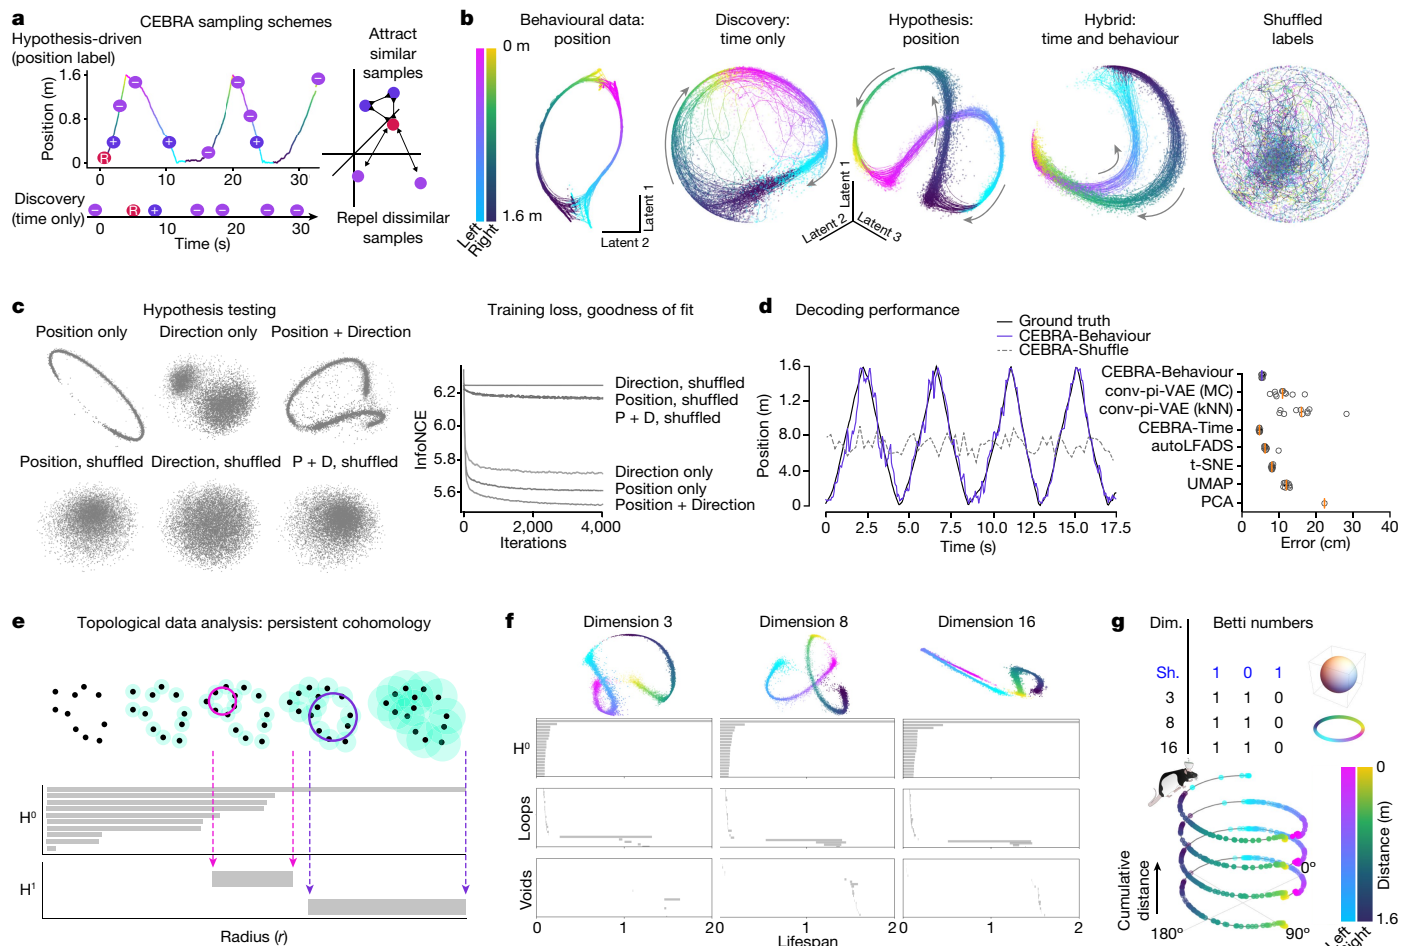 a
CEBRA sampling schemes
Hypothesis-driven
(position label)
Attract
similar
samples
Position (m)
1.6
0.8
0
R
+
+
+
0
10
20
30
Discovery
(time only)
R
+
Time (s)
Repel dissimilar
samples
b
Behavioural data:
position
Discovery:
time only
Hypothesis:
position
Hybrid:
time and behaviour
Shuffled
labels
0 m
1.6 m
Left
Right
Latent 1
Latent 2
Latent 1
Latent 2
Latent 3
c
Hypothesis testing
Position only
Direction only
Position + Direction
Position, shuffled
Direction, shuffled
P + D, shuffled
Training loss, goodness of fit
InfoNCE
6.2
6.0
5.8
5.6
Direction, shuffled
Position, shuffled
P + D, shuffled
Direction only
Position only
Position + Direction
0
2,000
4,000
Iterations
d
Decoding performance
Ground truth
CEBRA-Behaviour
CEBRA-Shuffle
Position (m)
1.6
1.2
8.0
4.0
0
0
2.5
5.0
7.5
10.0
12.5
15.0
17.5
Time (s)
CEBRA-Behaviour
conv-pi-VAE (MC)
conv-pi-VAE (kNN)
CEBRA-Time
autoLFADS
t-SNE
UMAP
PCA
0
10
20
30
40
Error (cm)
e
Topological data analysis: persistent cohomology
H⁰
H¹
Radius (r)
f
Dimension 3
Dimension 8
Dimension 16
H⁰
Loops
Voids
0
1
2
0
1
2
0
1
2
Lifespan
g
Dim.
Betti numbers
Sh. 1 0 1
3 1 1 0
8 1 1 0
16 1 1 0
Cumulative
distance
0°
90°
180°
0
1.6
Distance (m)
Left
Right